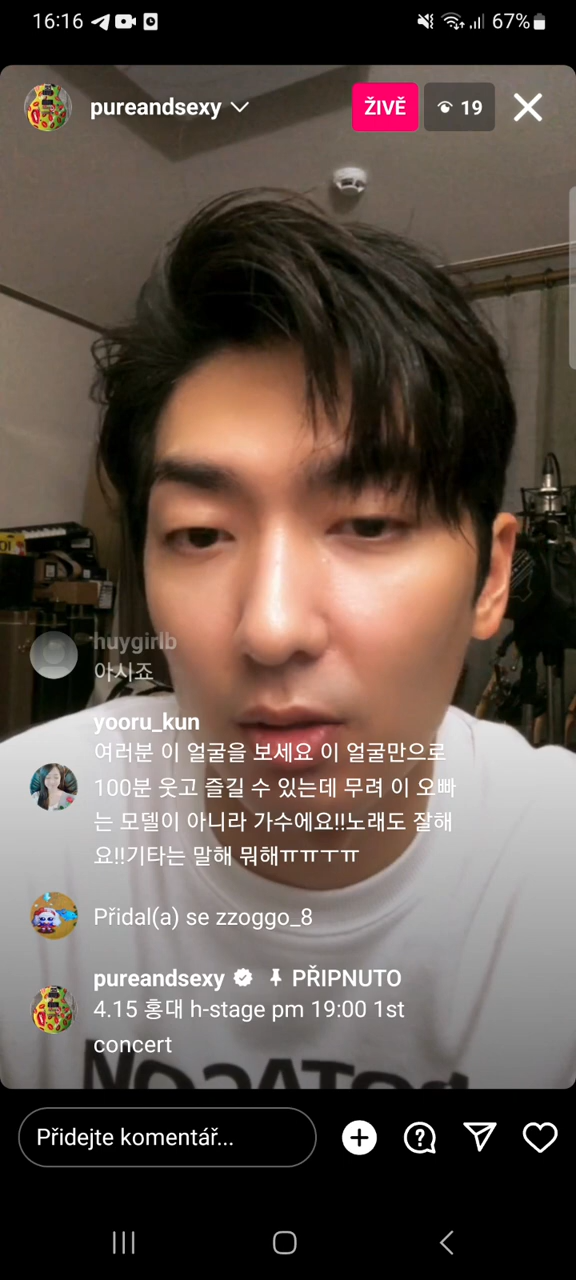 16:16
67%
pureandsexy
ŽIVĚ
19
huygirlb
아시죠
yooru_kun
여러분 이 얼굴을 보세요 이 얼굴만으로
100분 웃고 즐길 수 있는데 무려 이 오빠
는 모델이 아니라 가수에요!!노래도 잘해
요!!기타는 말해 뭐해ㅠㅠㅜㅠ
Přidal(a) se zzoggo_8
pureandsexy PŘIPNUTO
4.15 홍대 h-stage pm 19:00 1st
concert
Přidejte komentář...